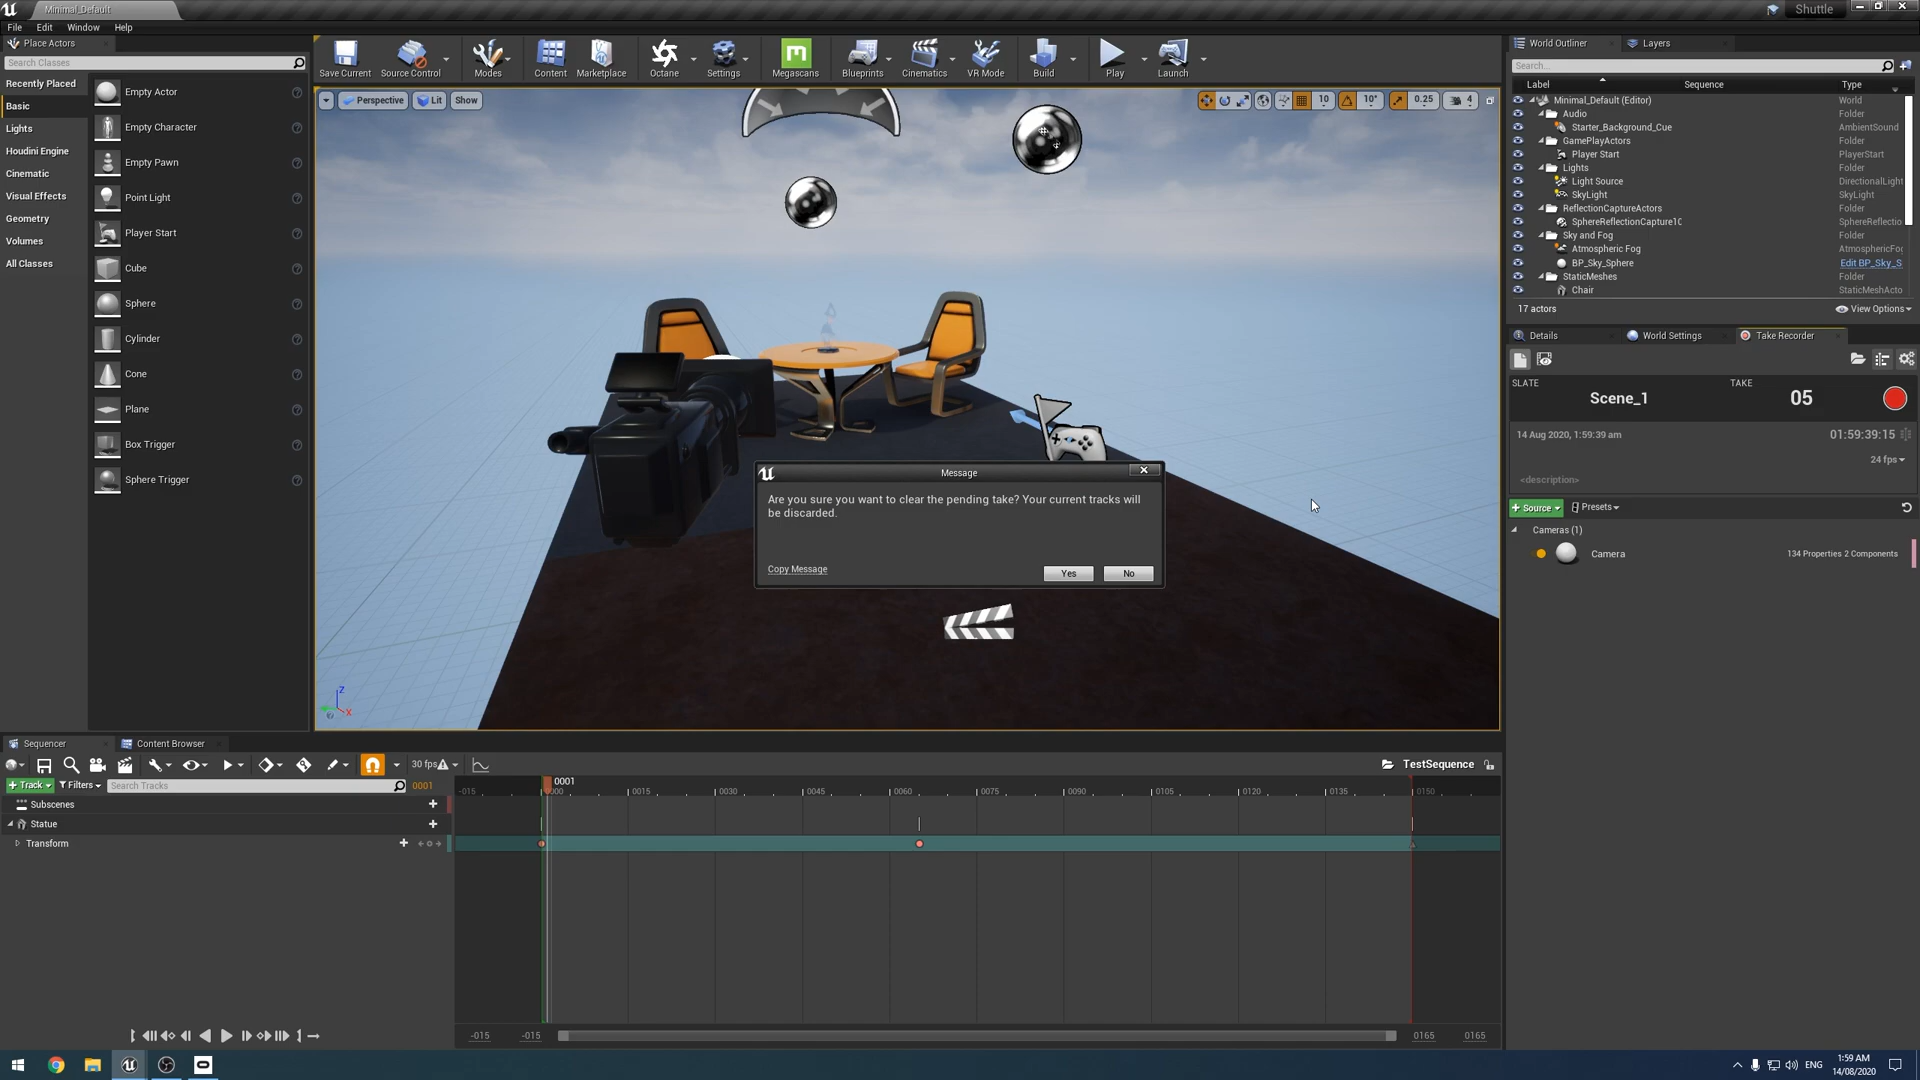 Minimal_Default
Shuttle
File Edit Window Help
Place Actors
Search Classes
Recently Placed
Basic
Lights
Houdini Engine
Cinematic
Visual Effects
Geometry
Volumes
All Classes
Empty Actor
Empty Character
Empty Pawn
Point Light
Player Start
Cube
Sphere
Cylinder
Cone
Plane
Box Trigger
Sphere Trigger
Save Current
Source Control
Modes
Content
Marketplace
Octane
Settings
Megascans
Blueprints
Cinematics
VR Mode
Build
Play
Launch
Perspective
Lit
Show
10
10°
0.25
4
Message
Are you sure you want to clear the pending take? Your current tracks will
be discarded.
Copy Message
Yes
No
Z
X
World Outliner
Layers
Search...
Label Sequence Type
Minimal_Default (Editor) World
Audio Folder
Starter_Background_Cue AmbientSound
GamePlayActors Folder
Player Start PlayerStart
Lights Folder
Light Source DirectionalLight
SkyLight SkyLight
ReflectionCaptureActors Folder
SphereReflectionCapture10 SphereReflectio
Sky and Fog Folder
Atmospheric Fog AtmosphericFog
BP_Sky_Sphere Edit BP_Sky_S
StaticMeshes Folder
Chair StaticMeshActo
17 actors
View Options
Details
World Settings
Take Recorder
SLATE
TAKE
Scene_1
05
14 Aug 2020, 1:59:39 am
01:59:39:15
24 fps
<description>
+ Source
Presets
Cameras (1)
Camera
134 Properties 2 Components
Sequencer
Content Browser
30 fps
TestSequence
+ Track
Filters
Search Tracks
0001
0001
-015 0000 0015 0030 0045 0060 0075 0090 0105 0120 0135 0150
Subscenes
Statue
Transform
-015 -015 0165 0165
ENG
1:59 AM
14/08/2020